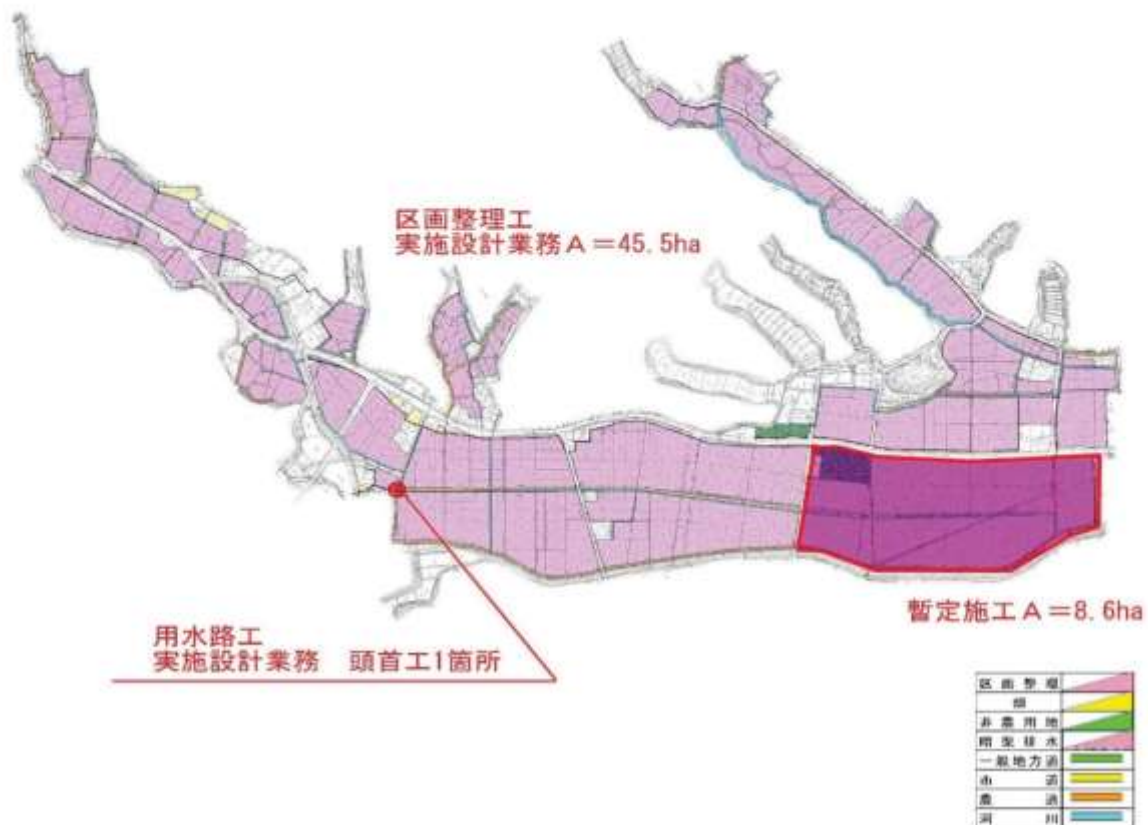 区画整理工
実施設計業務A=45.5ha
暫定施工A=8.6ha
用水路工
実施設計業務 頭首工1箇所
区画整理
畑
非農用地
暗渠排水
一般地方道
市道
農道
河川